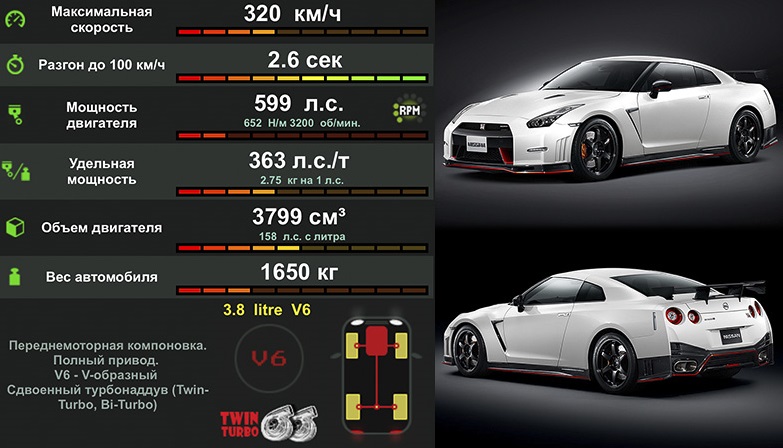 Максимальная
скорость
320 км/ч
Разгон до 100 км/ч
2.6 сек
Мощность
двигателя
599 л.с.
652 Н/м 3200 об/мин.
RPM
Удельная
мощность
363 л.с./т
2.75 кг на 1 л.с.
Объем двигателя
3799 см³
158 л.с. с литра
Вес автомобиля
1650 кг
3.8 litre V6
Переднемоторная компоновка.
Полный привод.
V6 - V-образный
Сдвоенный турбонаддув (Twin-
Turbo, Bi-Turbo)
V6
TWIN
TURBO
NISSAN
NISSAN